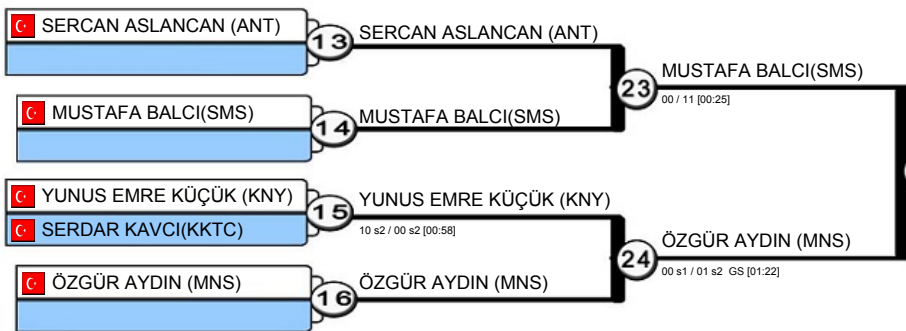 SERCAN ASLANCAN (ANT)
13
SERCAN ASLANCAN (ANT)
23
MUSTAFA BALCI(SMS)
00 / 11 [00:25]
MUSTAFA BALCI(SMS)
14
MUSTAFA BALCI(SMS)
YUNUS EMRE KÜÇÜK (KNY)
15
YUNUS EMRE KÜÇÜK (KNY)
10 s2 / 00 s2 [00:58]
SERDAR KAVCI(KKTC)
24
ÖZGÜR AYDIN (MNS)
00 s1 / 01 s2 GS [01:22]
ÖZGÜR AYDIN (MNS)
16
ÖZGÜR AYDIN (MNS)